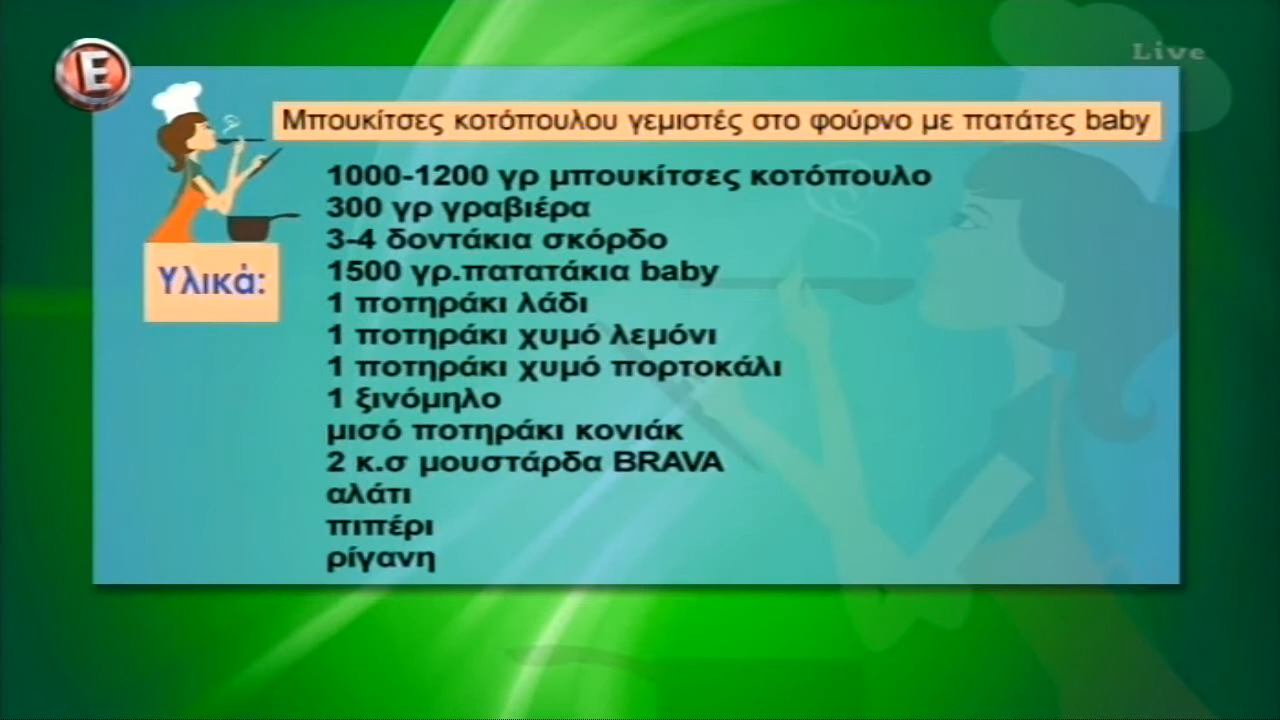 E
Live
Μπουκίτσες κοτόπουλου γεμιστές στο φούρνο με πατάτες baby
Υλικά:
1000-1200 γρ μπουκίτσες κοτόπουλο
300 γρ γραβιέρα
3-4 δοντάκια σκόρδο
1500 γρ.πατατάκια baby
1 ποτηράκι λάδι
1 ποτηράκι χυμό λεμόνι
1 ποτηράκι χυμό πορτοκάλι
1 ξινόμηλο
μισό ποτηράκι κονιάκ
2 κ.σ μουστάρδα BRAVA
αλάτι
πιπέρι
ρίγανη